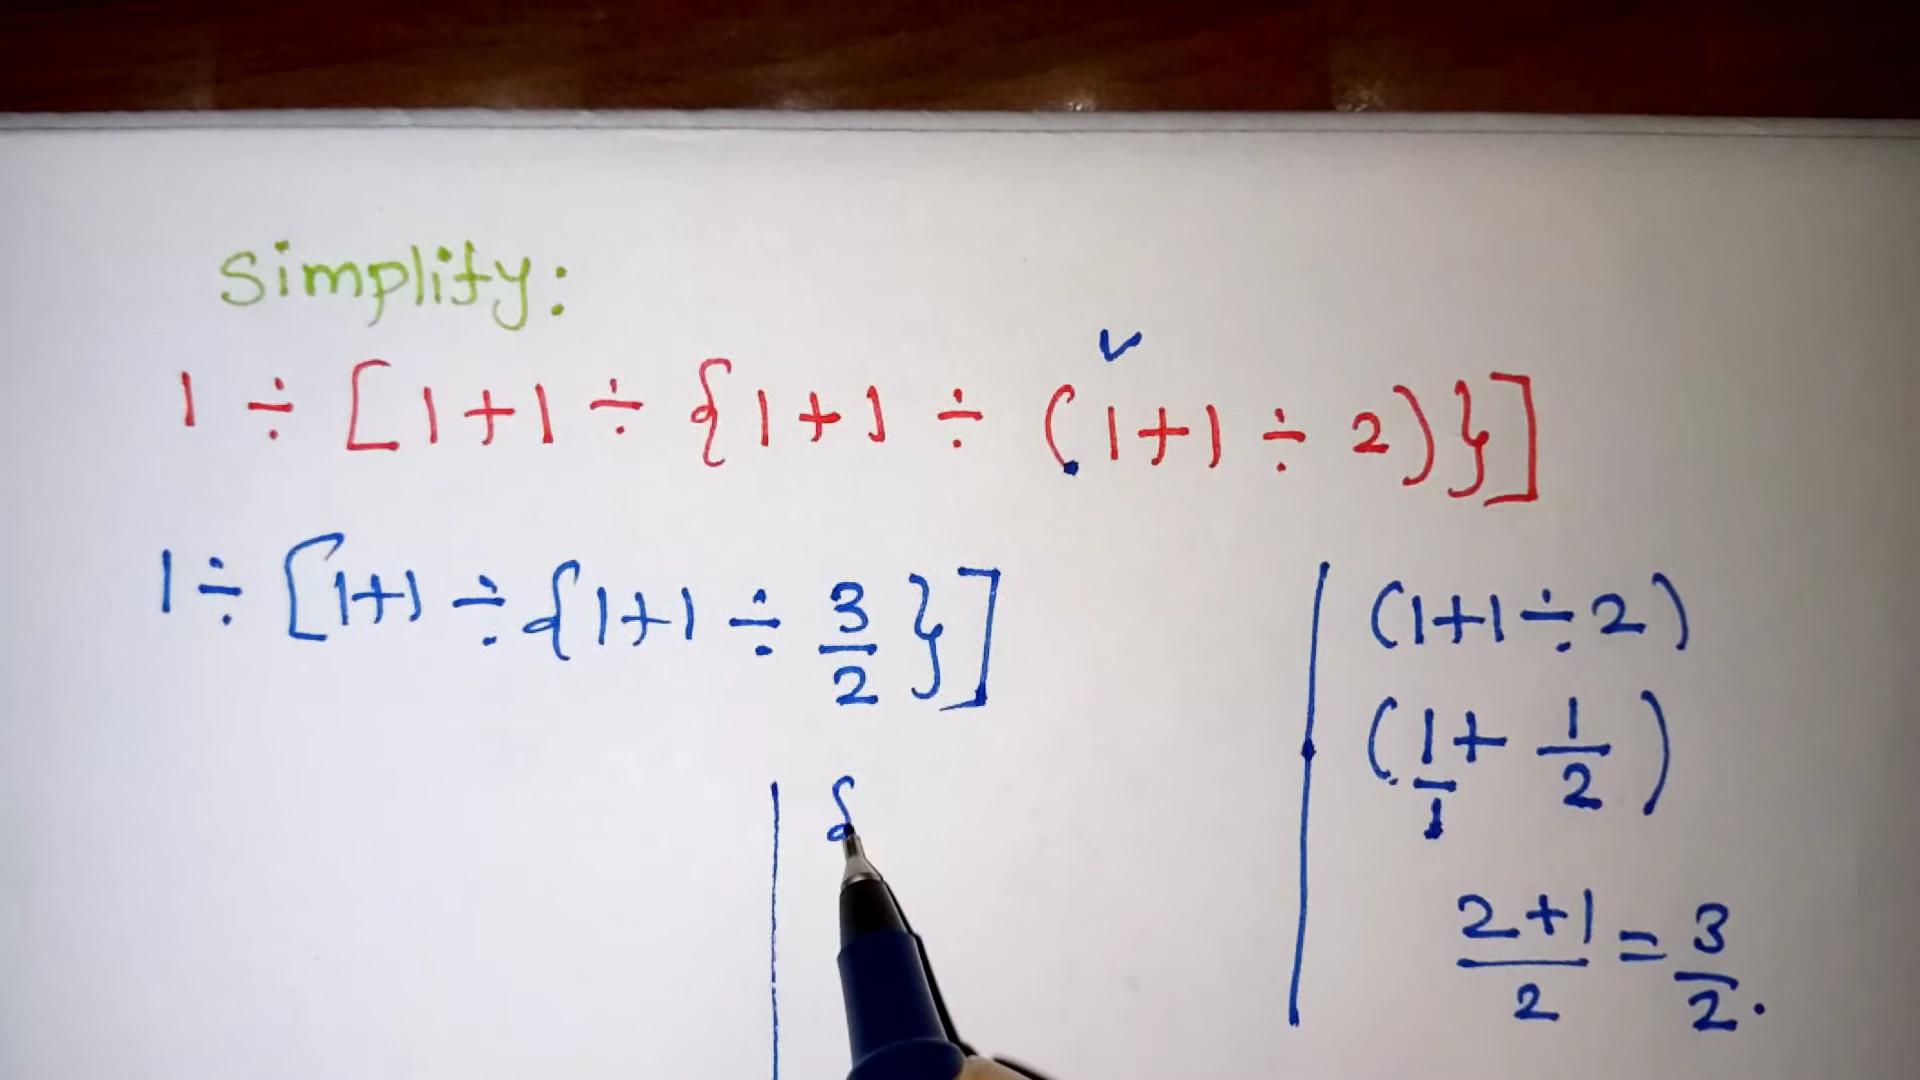 Simplify:
1 ÷ [1+1 ÷ {1+1 ÷ (1+1 ÷ 2)}]
1 ÷ [1+1 ÷ {1+1 ÷ 3/2}]
(1+1÷2)
(1/1 + 1/2)
2+1/2 = 3/2.
{